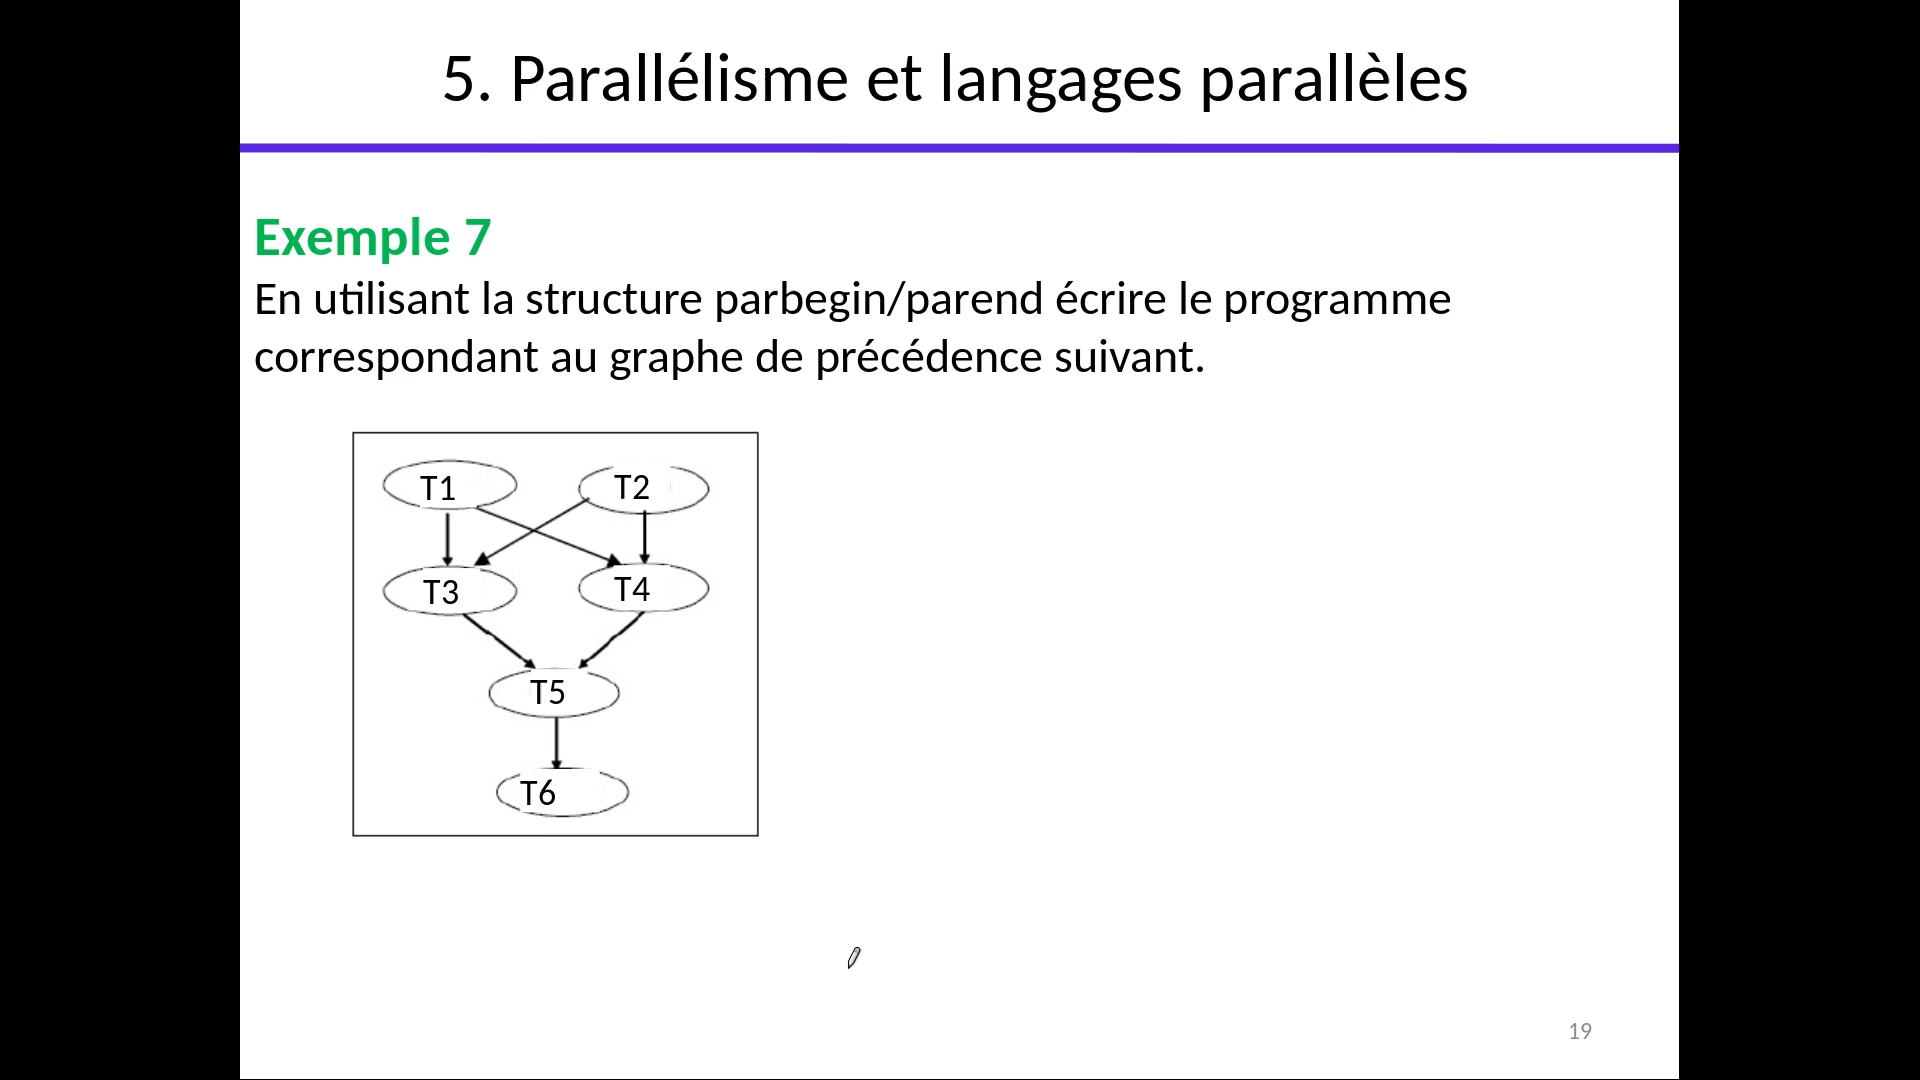 5. Parallélisme et langages parallèles
Exemple 7
En utilisant la structure parbegin/parend écrire le programme
correspondant au graphe de précédence suivant.
T1
T2
T3
T4
T5
T6
19